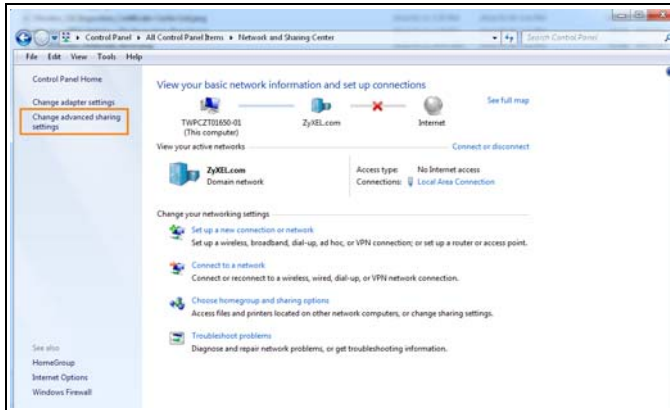 Control Panel ▸ All Control Panel Items ▸ Network and Sharing Center
Search Control Panel
File Edit View Tools Help
Control Panel Home
Change adapter settings
Change advanced sharing
settings
See also
HomeGroup
Internet Options
Windows Firewall
View your basic network information and set up connections
See full map
TWPCZT01650-01
(This computer)
ZyXEL.com
Internet
View your active networks
Connect or disconnect
ZyXEL.com
Domain network
Access type: No Internet access
Connections: Local Area Connection
Change your networking settings
Set up a new connection or network
Set up a wireless, broadband, dial-up, ad hoc, or VPN connection; or set up a router or access point.
Connect to a network
Connect or reconnect to a wireless, wired, dial-up, or VPN network connection.
Choose homegroup and sharing options
Access files and printers located on other network computers, or change sharing settings.
Troubleshoot problems
Diagnose and repair network problems, or get troubleshooting information.